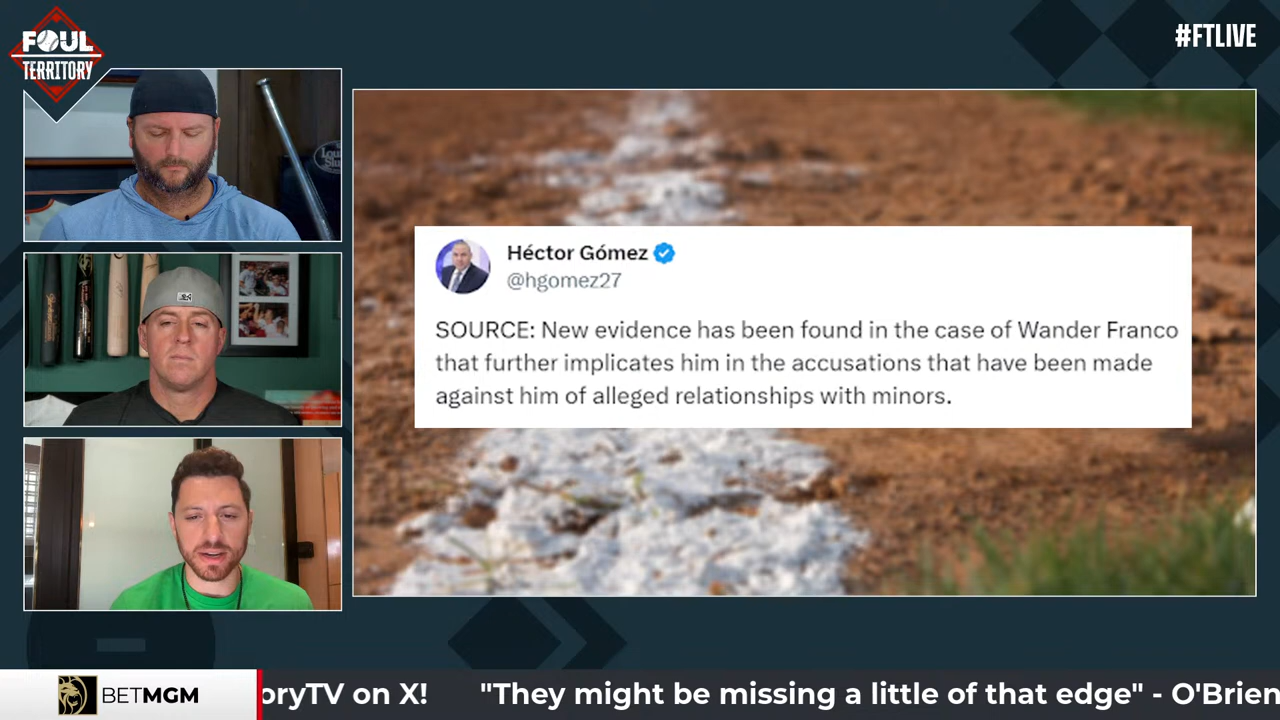 FOUL
TERRITORY
#FTLIVE
Héctor Gómez
@hgomez27
SOURCE: New evidence has been found in the case of Wander Franco
that further implicates him in the accusations that have been made
against him of alleged relationships with minors.
BETMGM
oryTV on X! "They might be missing a little of that edge" - O'Brien